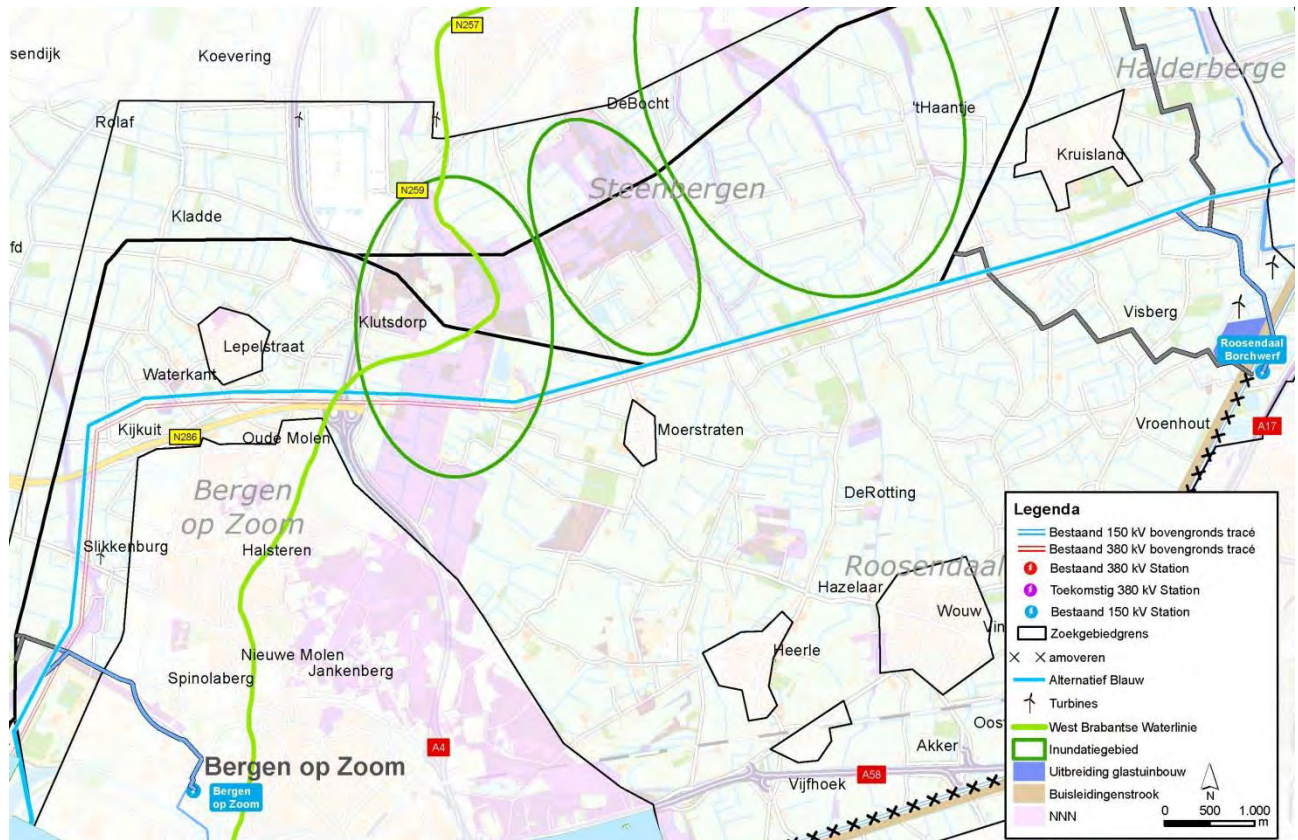 N257
sendijk
Koevering
Halderberge
DeBocht
'tHaantje
Rolaf
Kruisland
Steenbergen
N259
Kladde
fd
Visberg
Klutsdorp
Lepelstraat
Roosendaal
Borchwerf
Waterkant
Kijkuit
N286
Oude Molen
Moerstraten
Vroenhout
A17
Bergen
op Zoom
DeRotting
Slikkenburg
Halsteren
Roosendaal
Hazelaar
Wouw
Vin
Nieuwe Molen
Jankenberg
Spinolaberg
Heerle
Oost
Akker
A4
Bergen op Zoom
Bergen
op Zoom
Vijfhoek
A58
Legenda
Bestaand 150 kV bovengronds tracé
Bestaand 380 kV bovengronds tracé
Bestaand 380 kV Station
Toekomstig 380 kV Station
Bestaand 150 kV Station
Zoekgebiedgrens
amoveren
Alternatief Blauw
Turbines
West Brabantse Waterlinie
Inundatiegebied
Uitbreiding glastuinbouw
Buisleidingenstrook
NNN
N
0 500 1.000
m